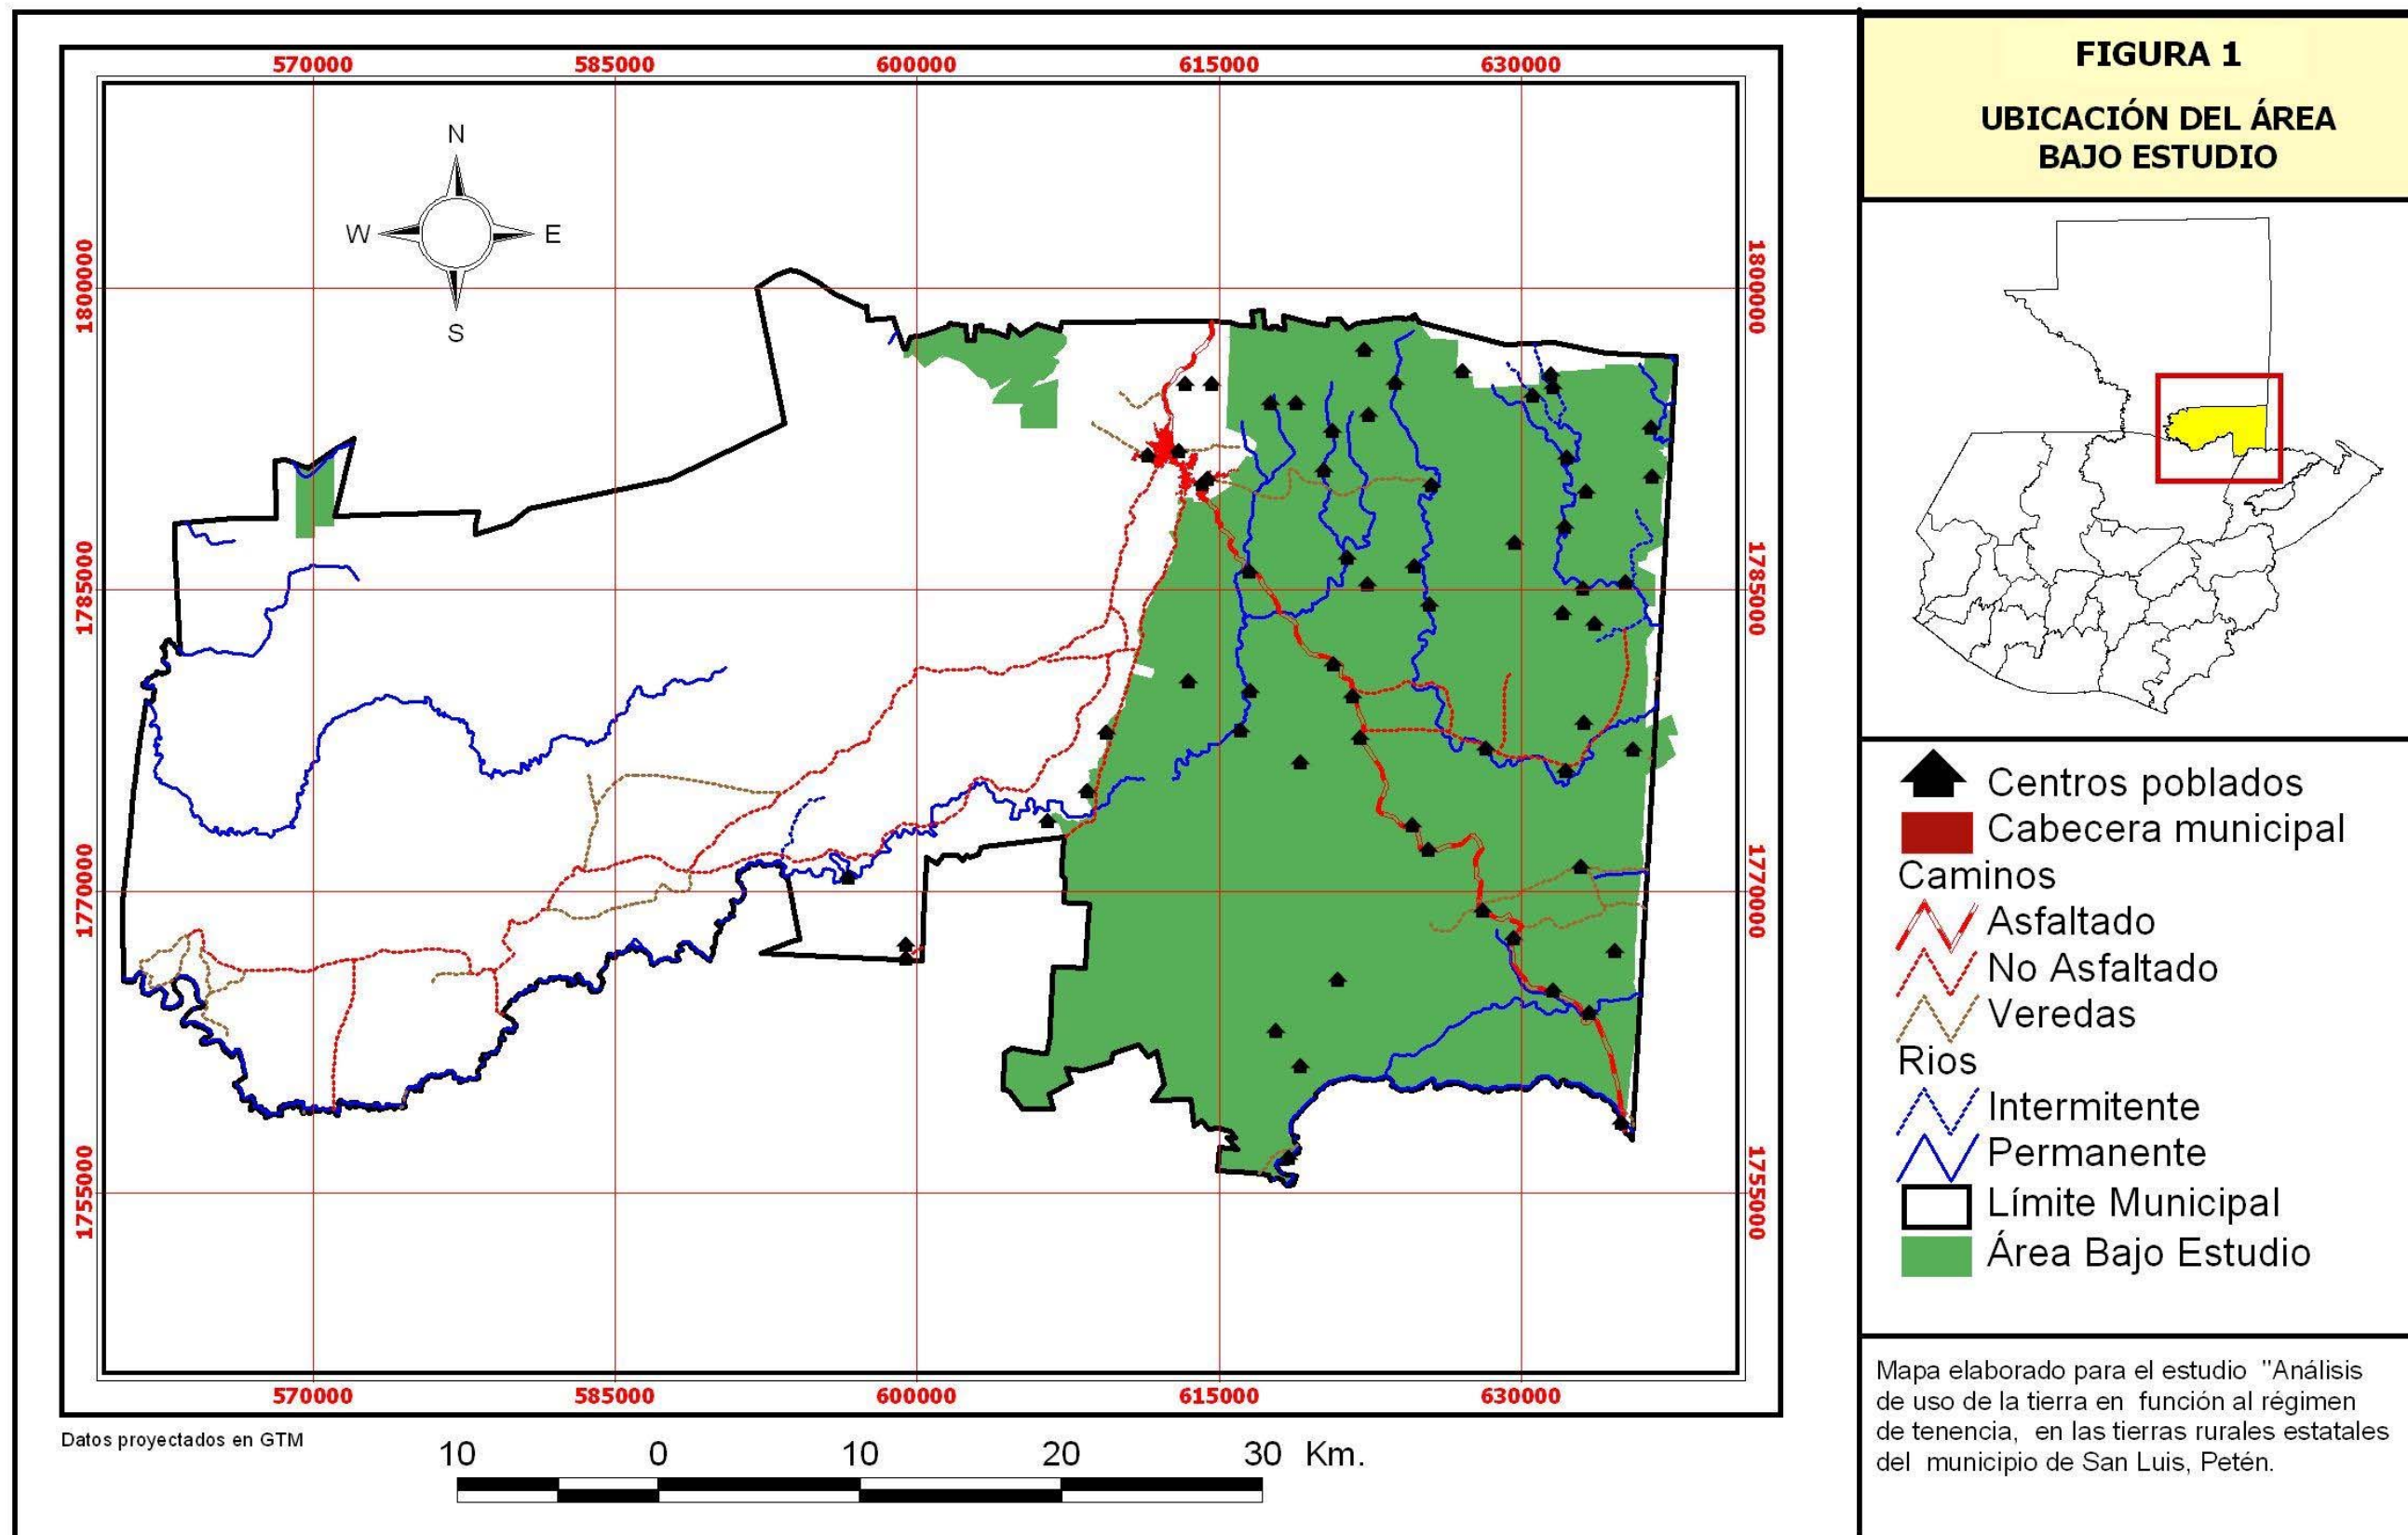 FIGURA 1
UBICACIÓN DEL ÁREA
BAJO ESTUDIO
570000
585000
600000
615000
630000
N
W
E
S
1800000
1785000
1770000
1755000
1800000
1785000
1770000
1755000
570000
585000
600000
615000
630000
Datos proyectados en GTM
10 0 10 20 30 Km.
Centros poblados
Cabecera municipal
Caminos
Asfaltado
No Asfaltado
Veredas
Rios
Intermitente
Permanente
Límite Municipal
Área Bajo Estudio
Mapa elaborado para el estudio "Análisis
de uso de la tierra en función al régimen
de tenencia, en las tierras rurales estatales
del municipio de San Luis, Petén.